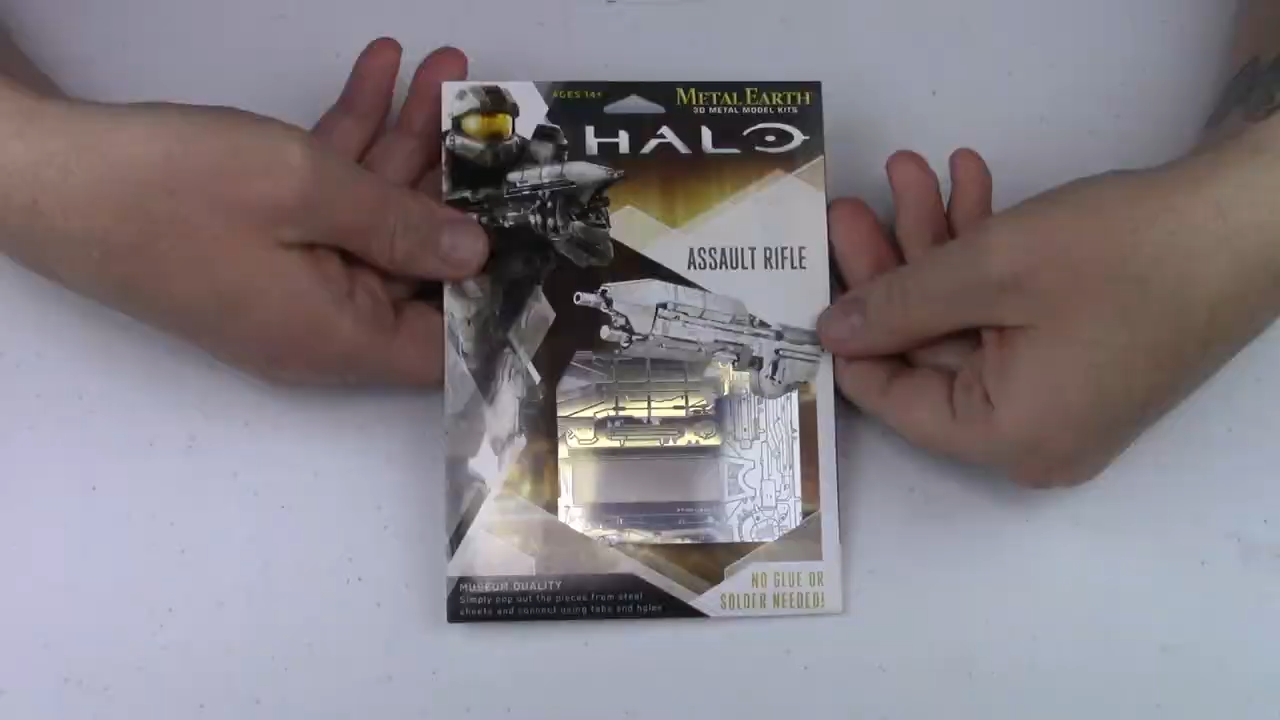 AGES 14+
METAL EARTH
3D METAL MODEL KITS
HALO
ASSAULT RIFLE
MUSEUM QUALITY
Simply pop out the pieces from steel
sheets and connect using tabs and holes
NO GLUE OR
SOLDER NEEDED!